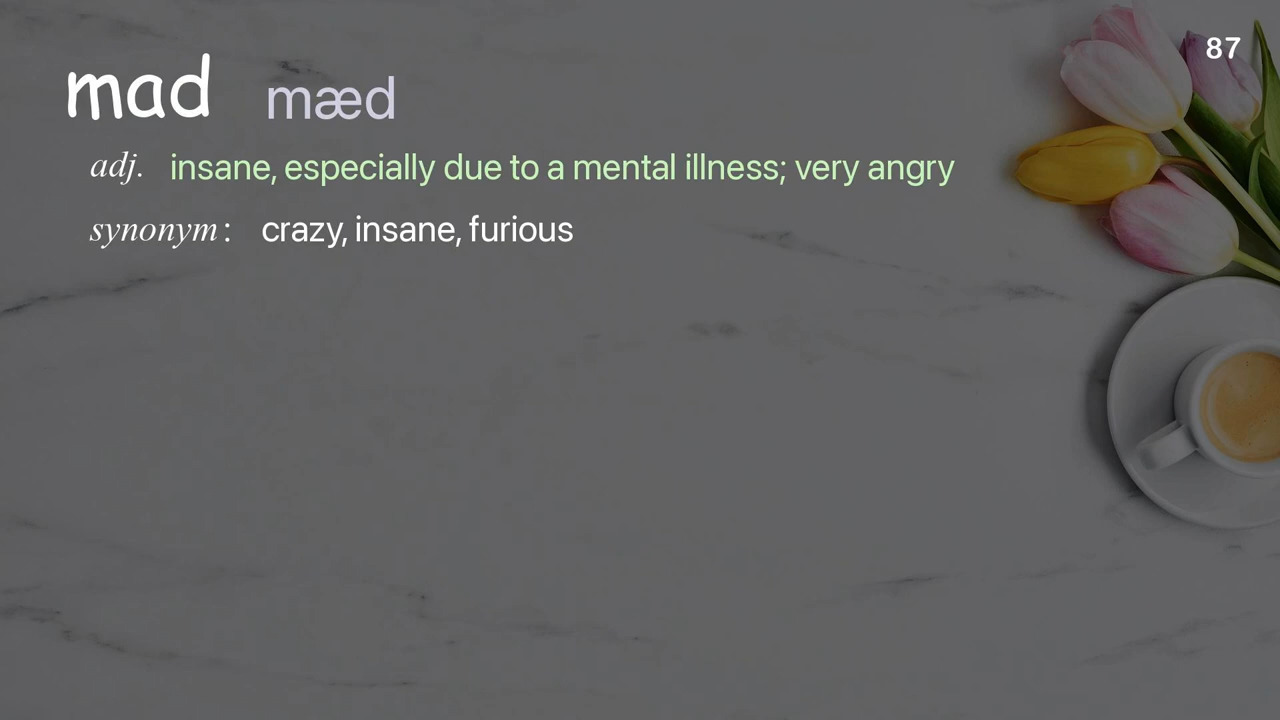 87
mad mæd
adj. insane, especially due to a mental illness; very angry
synonym : crazy, insane, furious